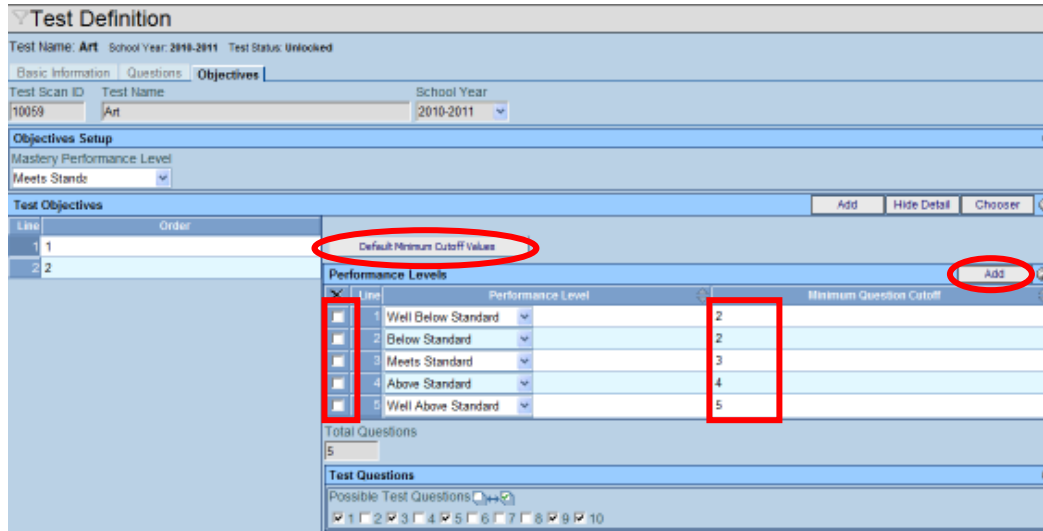 Test Definition
Test Name: Art School Year: 2010-2011 Test Status: Unlocked
Basic Information Questions Objectives
Test Scan ID Test Name School Year
10059 Art 2010-2011
Objectives Setup
Mastery Performance Level
Meets Standa
Test Objectives Add Hide Detail Chooser
Line Order
1 1
2 2
Default Minimum Cutoff Values
Performance Levels Add
X Line Performance Level Minimum Question Cutoff
1 Well Below Standard 2
2 Below Standard 2
3 Meets Standard 3
4 Above Standard 4
5 Well Above Standard 5
Total Questions
5
Test Questions
Possible Test Questions
1 2 3 4 5 6 7 8 9 10